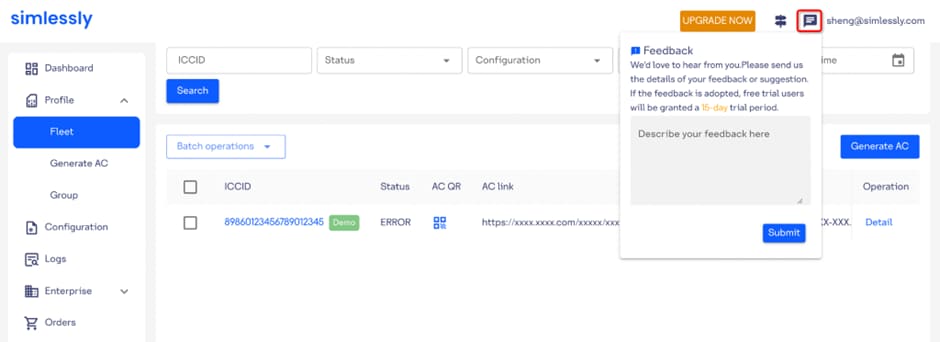 simlessly
UPGRADE NOW
sheng@simlessly.com
Dashboard
Profile
Fleet
Generate AC
Group
Configuration
Logs
Enterprise
Orders
ICCID
Status
Configuration
ime
Search
Feedback
We'd love to hear from you.Please send us
the details of your feedback or suggestion.
If the feedback is adopted, free trial users
will be granted a 15-day trial period.
Describe your feedback here
Submit
Batch operations
Generate AC
ICCID Status AC QR AC link Operation
89860123456789012345 Demo ERROR https://xxxx.xxxx.com/xxxxx/xxx XX-XXX. Detail